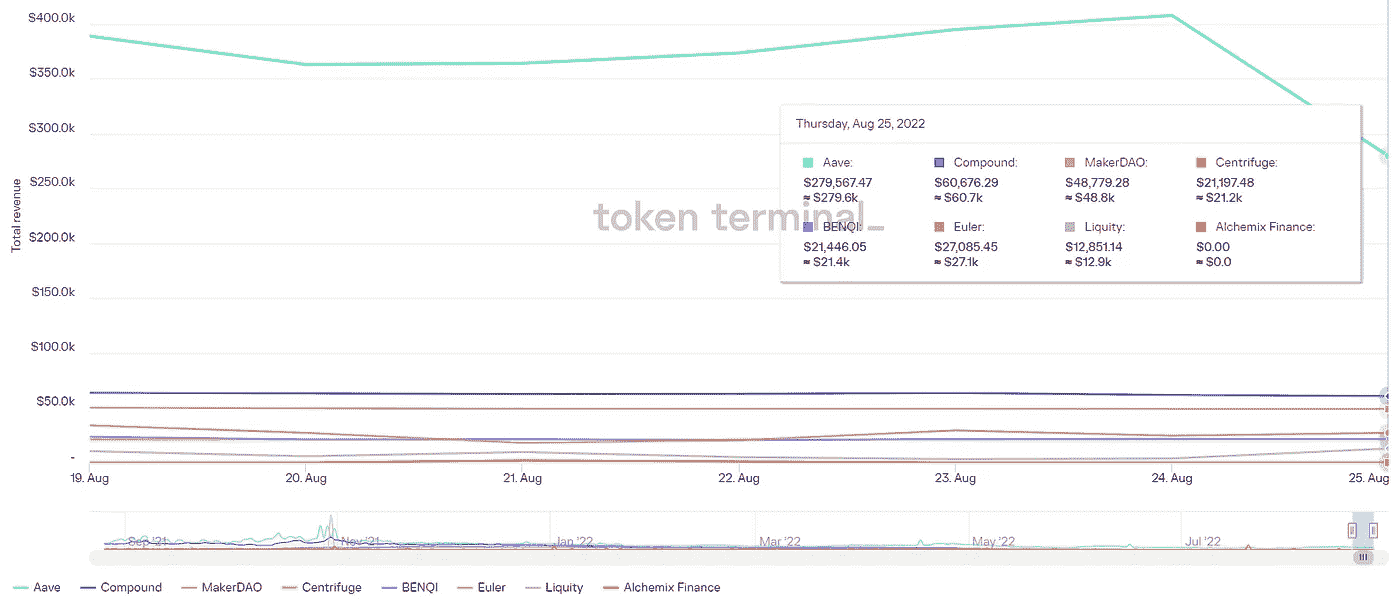 $400.0k
$350.0k
$300.0k
$250.0k
$200.0k
$150.0k
$100.0k
$50.0k
-
Total revenue
token terminal_
Thursday, Aug 25, 2022
Aave: Compound: MakerDAO: Centrifuge:
$279,567.47 $60,676.29 $48,779.28 $21,197.48
≈ $279.6k ≈ $60.7k ≈ $48.8k ≈ $21.2k
BENQI: Euler: Liquity: Alchemix Finance:
$21,446.05 $27,085.45 $12,851.14 $0.00
≈ $21.4k ≈ $27.1k ≈ $12.9k ≈ $0.0
19. Aug 20. Aug 21. Aug 22. Aug 23. Aug 24. Aug 25. Aug
Sep '21 Nov '21 Jan '22 Mar '22 May '22 Jul '22
Aave Compound MakerDAO Centrifuge BENQI Euler Liquity Alchemix Finance